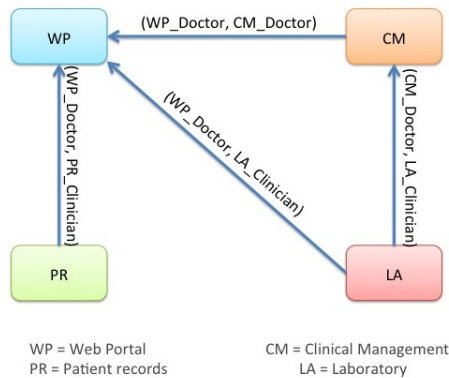 (WP_Doctor, CM_Doctor)
WP
CM
(WP_Doctor, PR_Clinician)
(WP_Doctor, LA_Clinician)
(CM_Doctor, LA_Clinician)
PR
LA
WP = Web Portal
CM = Clinical Management
PR = Patient records
LA = Laboratory